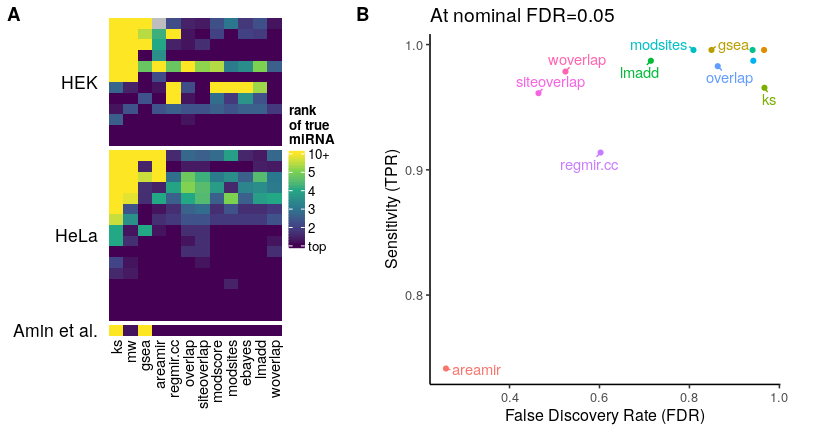 A
HEK
HeLa
Amin et al.
rank
of true
miRNA
10+
5
4
3
2
top
ks
mw
gsea
areamir
regmir.cc
overlap
siteoverlap
modscore
modsites
ebayes
lmadd
woverlap
B
At nominal FDR=0.05
Sensitivity (TPR)
1.0
0.9
0.8
modsites
gsea
woverlap
lmadd
overlap
siteoverlap
ks
regmir.cc
areamir
0.4
0.6
0.8
1.0
False Discovery Rate (FDR)